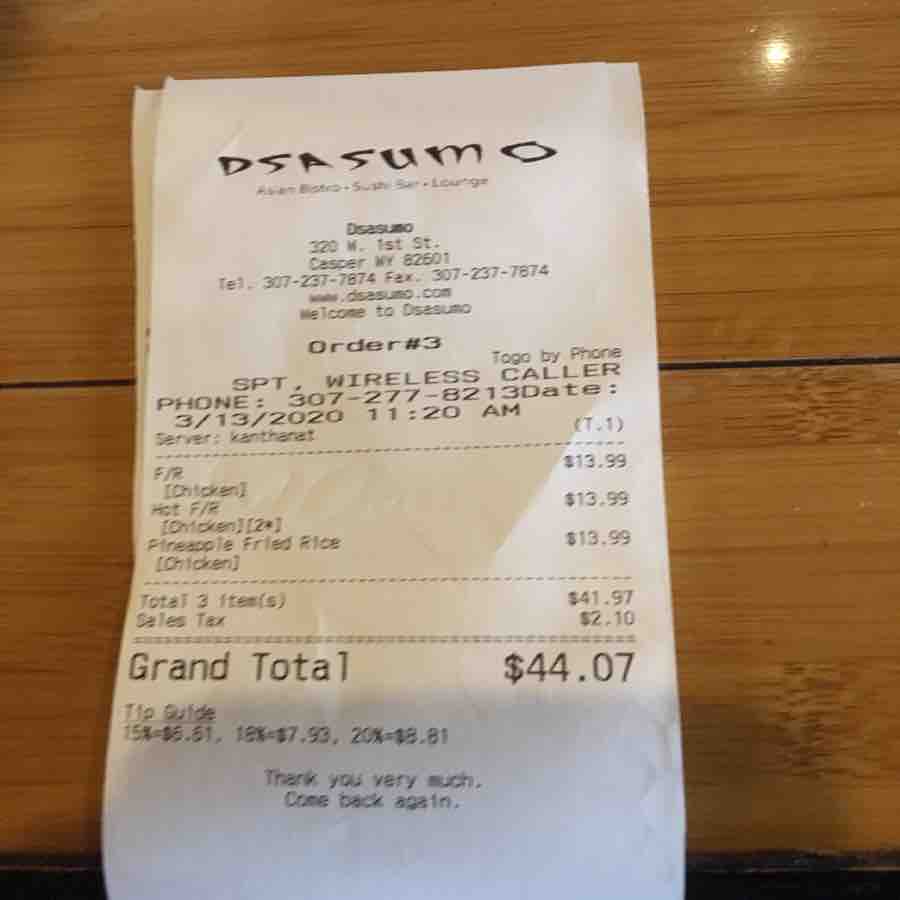 DSASUMO
Asian Bistro • Sushi Bar • Lounge
Dsasumo
320 W. 1st St.
Casper WY 82601
Tel. 307-237-7874 Fax. 307-237-7874
www.dsasumo.com
Welcome to Dsasumo
Order#3
Togo by Phone
SPT, WIRELESS CALLER
PHONE: 307-277-8213Date:
3/13/2020 11:20 AM
(T.1)
Server: kanthanat
F/R $13.99
[Chicken]
Hot F/R $13.99
[Chicken][2*]
Pineapple Fried Rice $13.99
[Chicken]
Total 3 item(s) $41.97
Sales Tax $2.10
Grand Total $44.07
Tip Guide
15%=$6.61, 18%=$7.93, 20%=$8.81
Thank you very much.
Come back again.